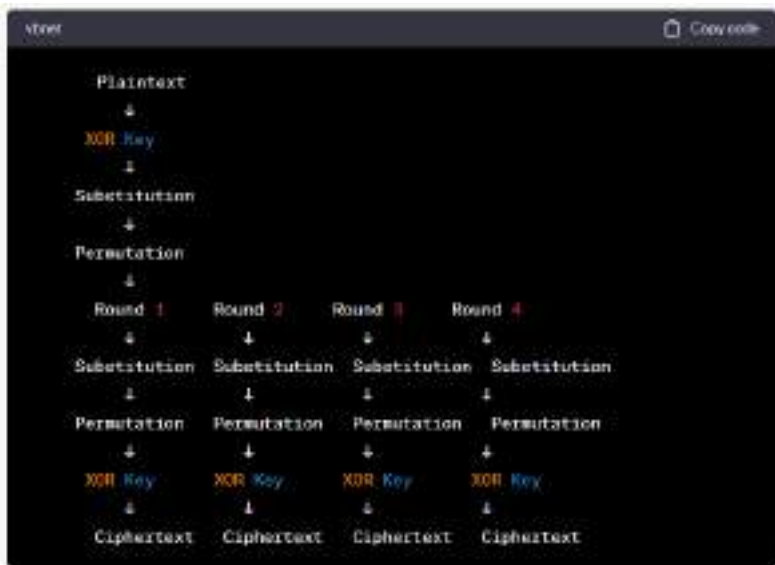 vbnet Copy code
Plaintext
↓
XOR Key
↓
Substitution
↓
Permutation
↓
Round 1 Round 2 Round 3 Round 4
↓ ↓ ↓ ↓
Substitution Substitution Substitution Substitution
↓ ↓ ↓ ↓
Permutation Permutation Permutation Permutation
↓ ↓ ↓ ↓
XOR Key XOR Key XOR Key XOR Key
↓ ↓ ↓ ↓
Ciphertext Ciphertext Ciphertext Ciphertext